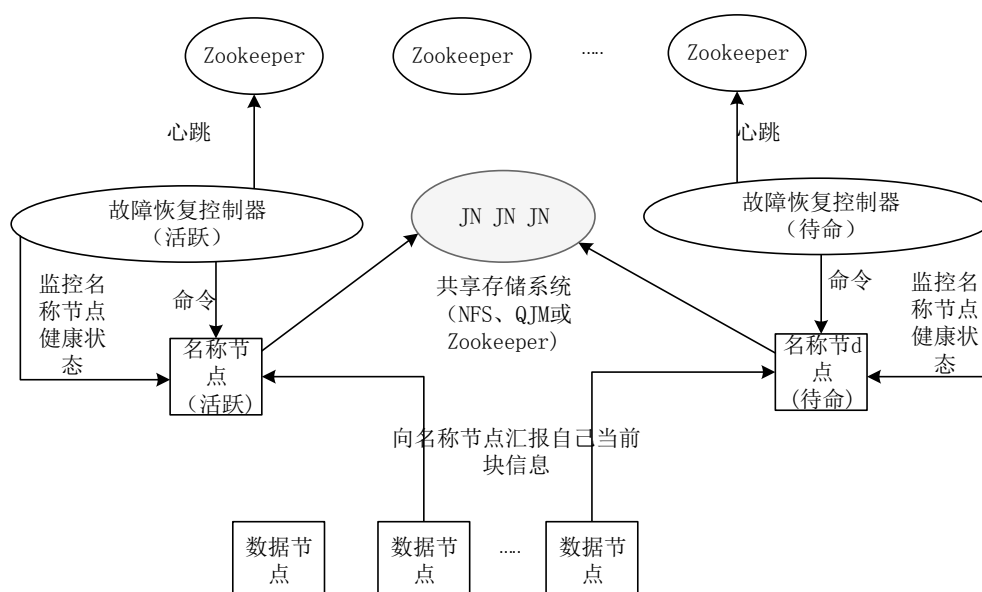 Zookeeper
Zookeeper
.....
Zookeeper
心跳
心跳
故障恢复控制器
（活跃）
JN JN JN
故障恢复控制器
（待命）
监控名
称节点
健康状
态
命令
共享存储系统
（NFS、QJM或
Zookeeper)
命令
监控名
称节点
健康状
态
名称节
点
（活跃)
名称节d
点
(待命)
向名称节点汇报自己当前
块信息
数据节
点
数据节
点
.....
数据节
点